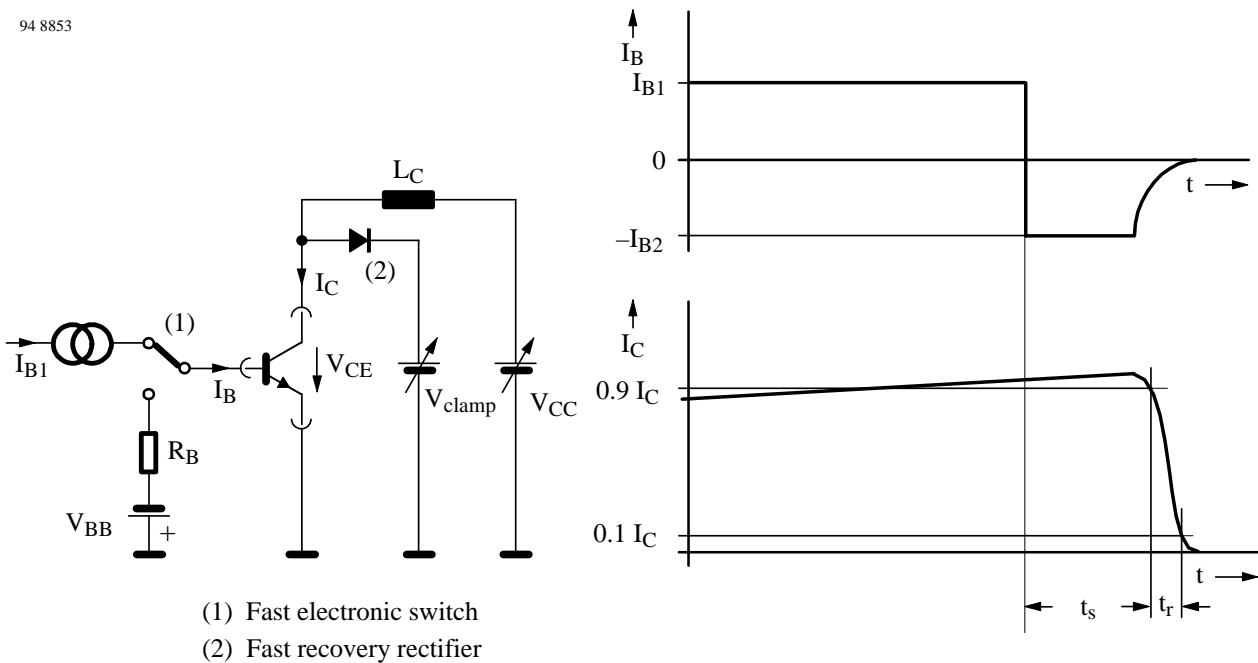 94 8853
L_C
(2)
I_C
(1)
I_B1
I_B
V_CE
V_clamp
V_CC
R_B
V_BB
+
(1) Fast electronic switch
(2) Fast recovery rectifier
I_B
I_B1
0
t
–I_B2
I_C
0.9 I_C
0.1 I_C
t
t_s
t_r